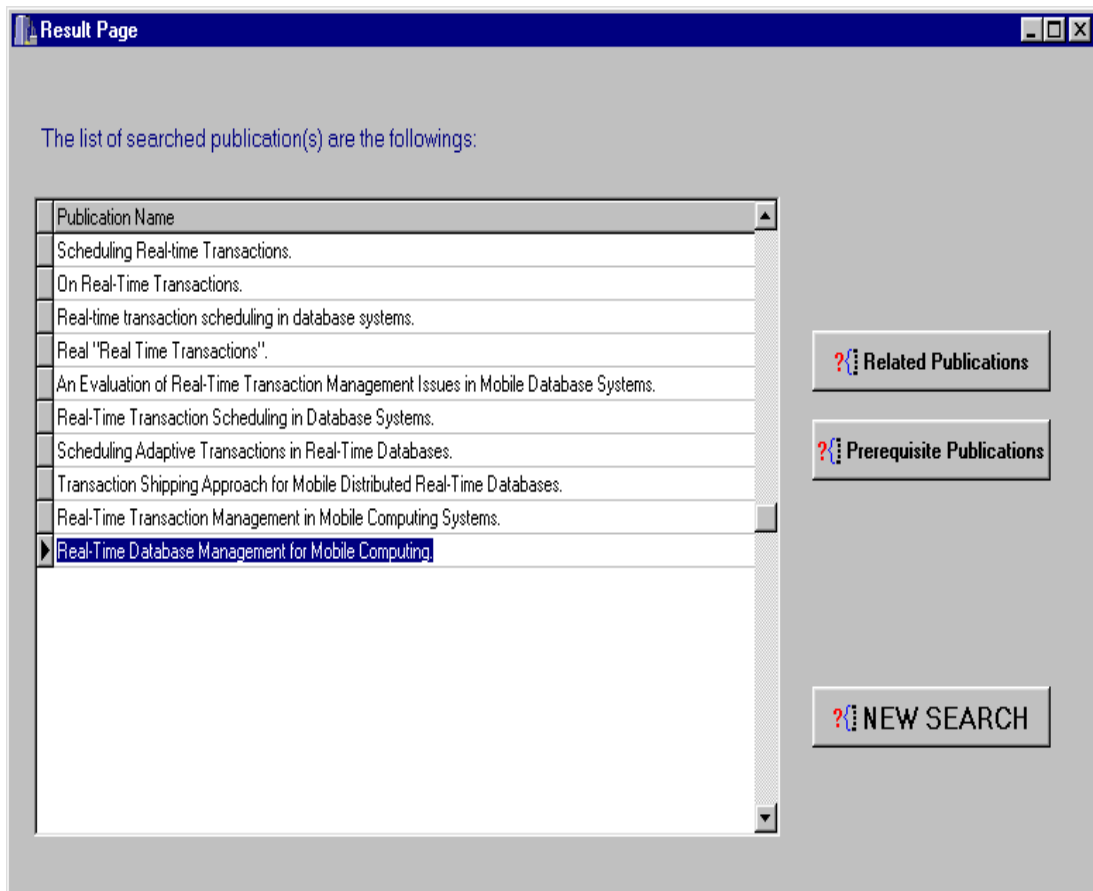 Result Page
The list of searched publication(s) are the followings:
Publication Name
Scheduling Real-time Transactions.
On Real-Time Transactions.
Real-time transaction scheduling in database systems.
Real "Real Time Transactions".
An Evaluation of Real-Time Transaction Management Issues in Mobile Database Systems.
Real-Time Transaction Scheduling in Database Systems.
Scheduling Adaptive Transactions in Real-Time Databases.
Transaction Shipping Approach for Mobile Distributed Real-Time Databases.
Real-Time Transaction Management in Mobile Computing Systems.
Real-Time Database Management for Mobile Computing.
Related Publications
Prerequisite Publications
NEW SEARCH